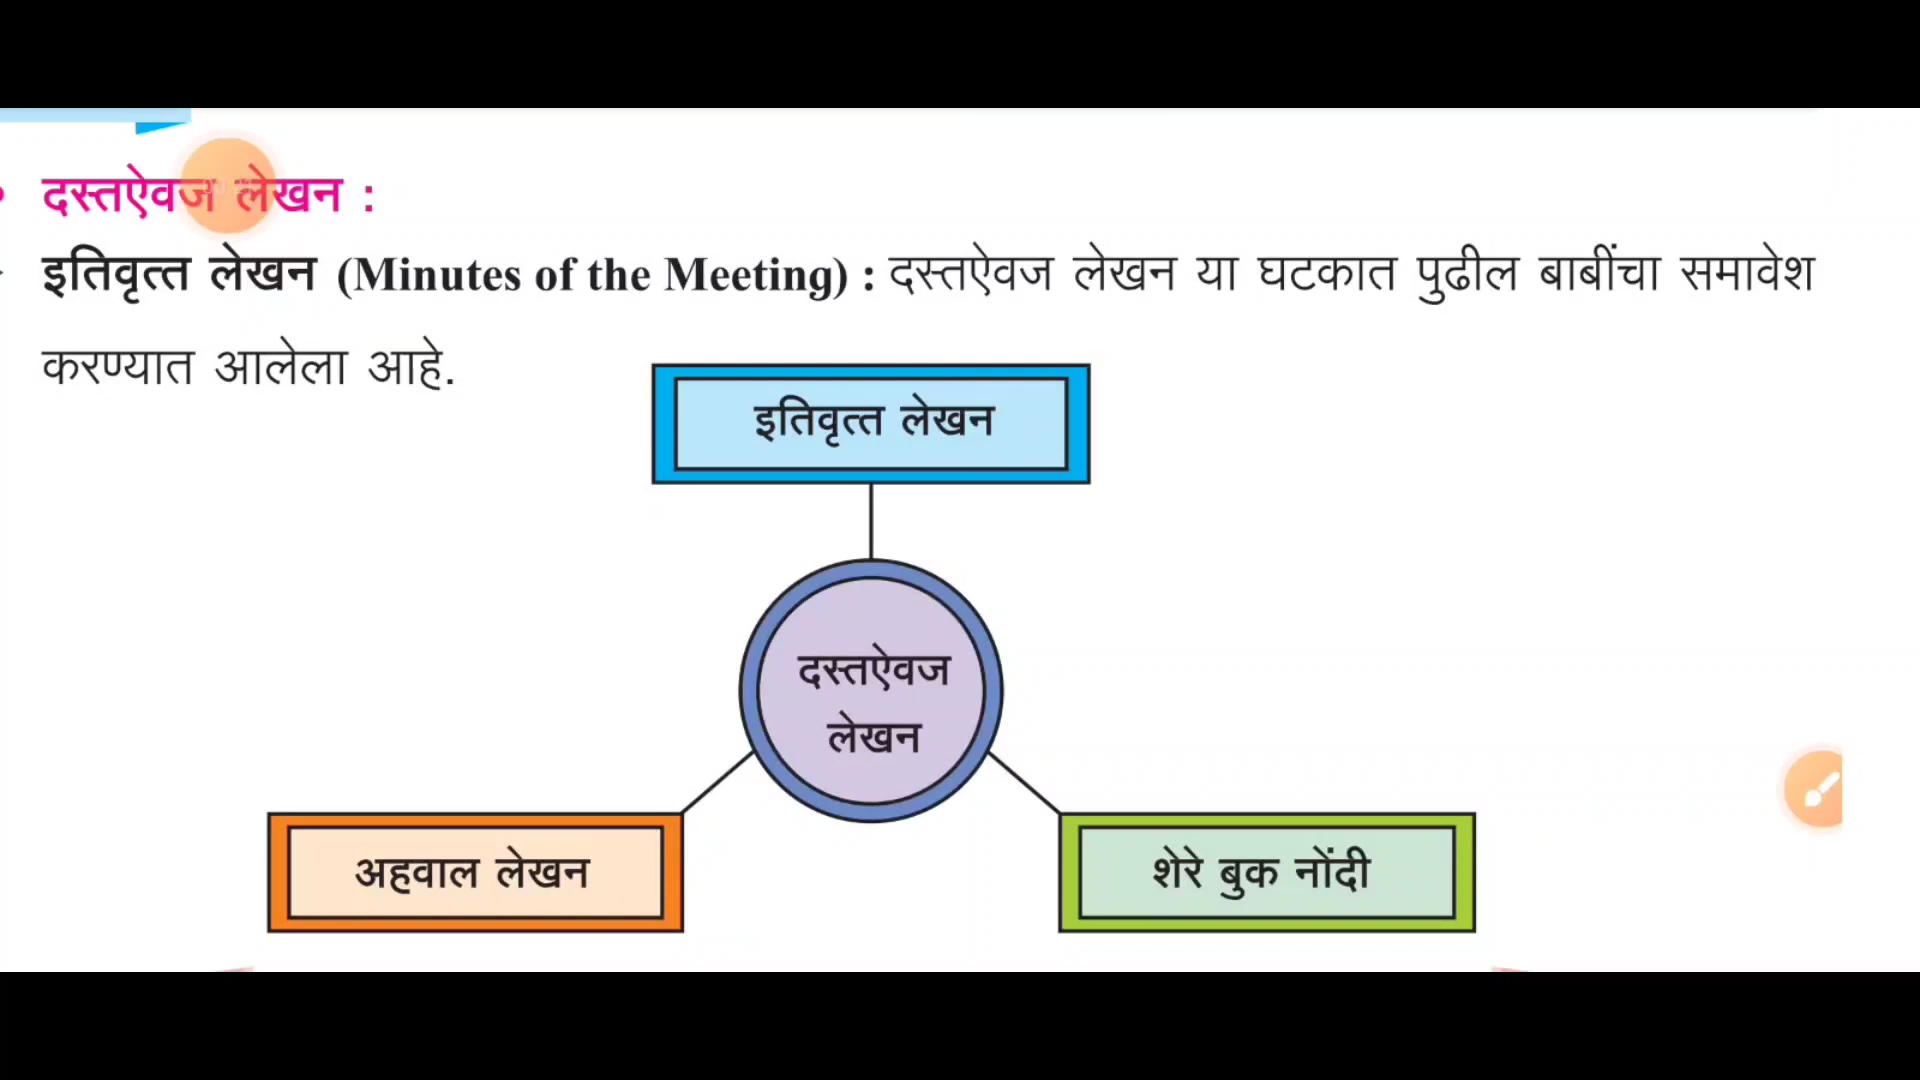 दस्तऐवज लेखन :
इतिवृत्त लेखन (Minutes of the Meeting) : दस्तऐवज लेखन या घटकात पुढील बाबींचा समावेश
करण्यात आलेला आहे.
इतिवृत्त लेखन
दस्तऐवज
लेखन
अहवाल लेखन
शेरे बुक नोंदी